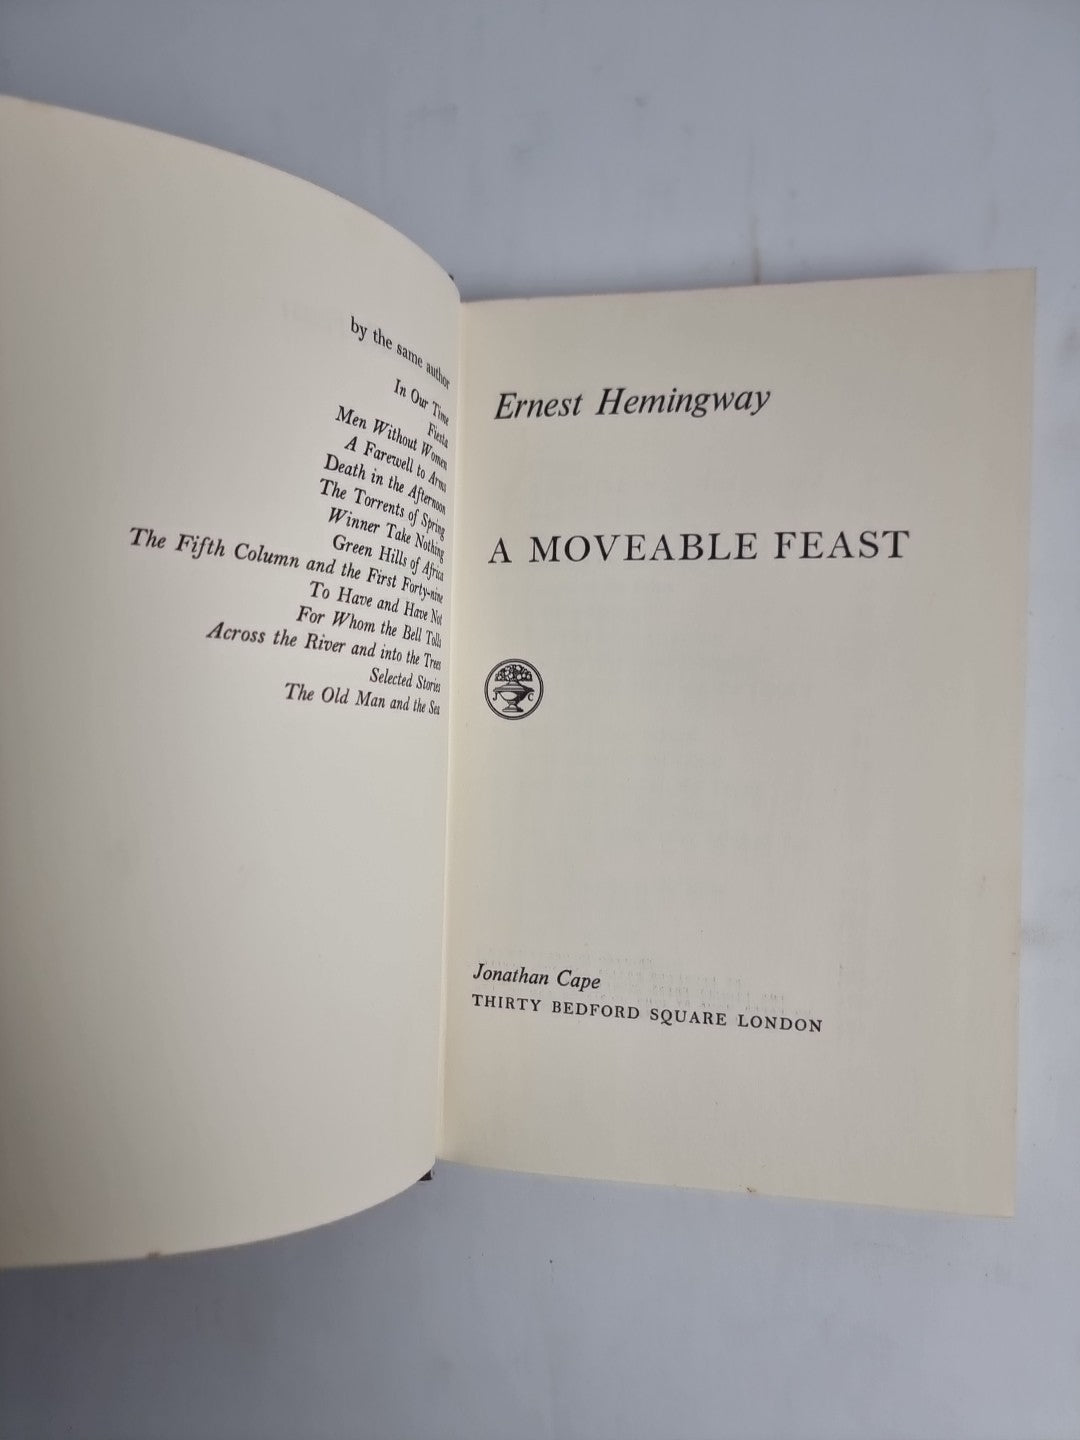 by the same author
In Our Time
Fiesta
Men Without Women
A Farewell to Arms
Death in the Afternoon
The Torrents of Spring
Winner Take Nothing
Green Hills of Africa
The Fifth Column and the First Forty-nine
To Have and Have Not
For Whom the Bell Tolls
Across the River and into the Trees
Selected Stories
The Old Man and the Sea
Ernest Hemingway
A MOVEABLE FEAST
J C
Jonathan Cape
THIRTY BEDFORD SQUARE LONDON